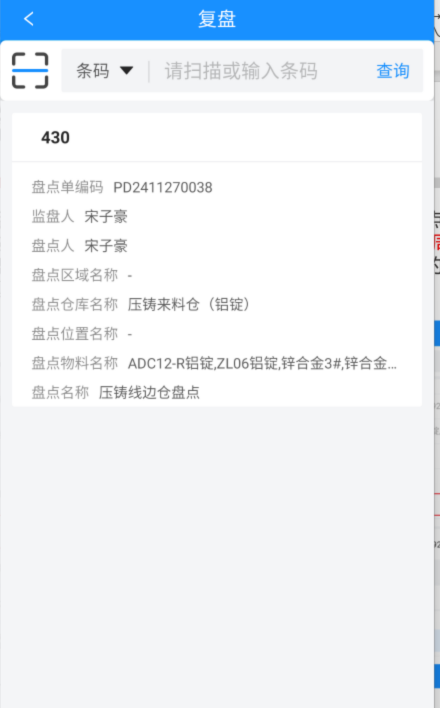 复盘
条码 请扫描或输入条码 查询
430
盘点单编码 PD2411270038
监盘人 宋子豪
盘点人 宋子豪
盘点区域名称 -
盘点仓库名称 压铸来料仓（铝锭）
盘点位置名称 -
盘点物料名称 ADC12-R铝锭,ZL06铝锭,锌合金3#,锌合金...
盘点名称 压铸线边仓盘点